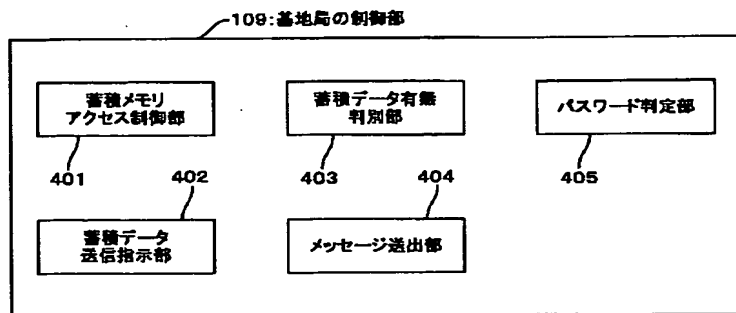 109:基地局の制御部
蓄積メモリ
アクセス制御部
蓄積データ有無
判別部
パスワード判定部
401
402
403
404
405
蓄積データ
送信指示部
メッセージ送出部